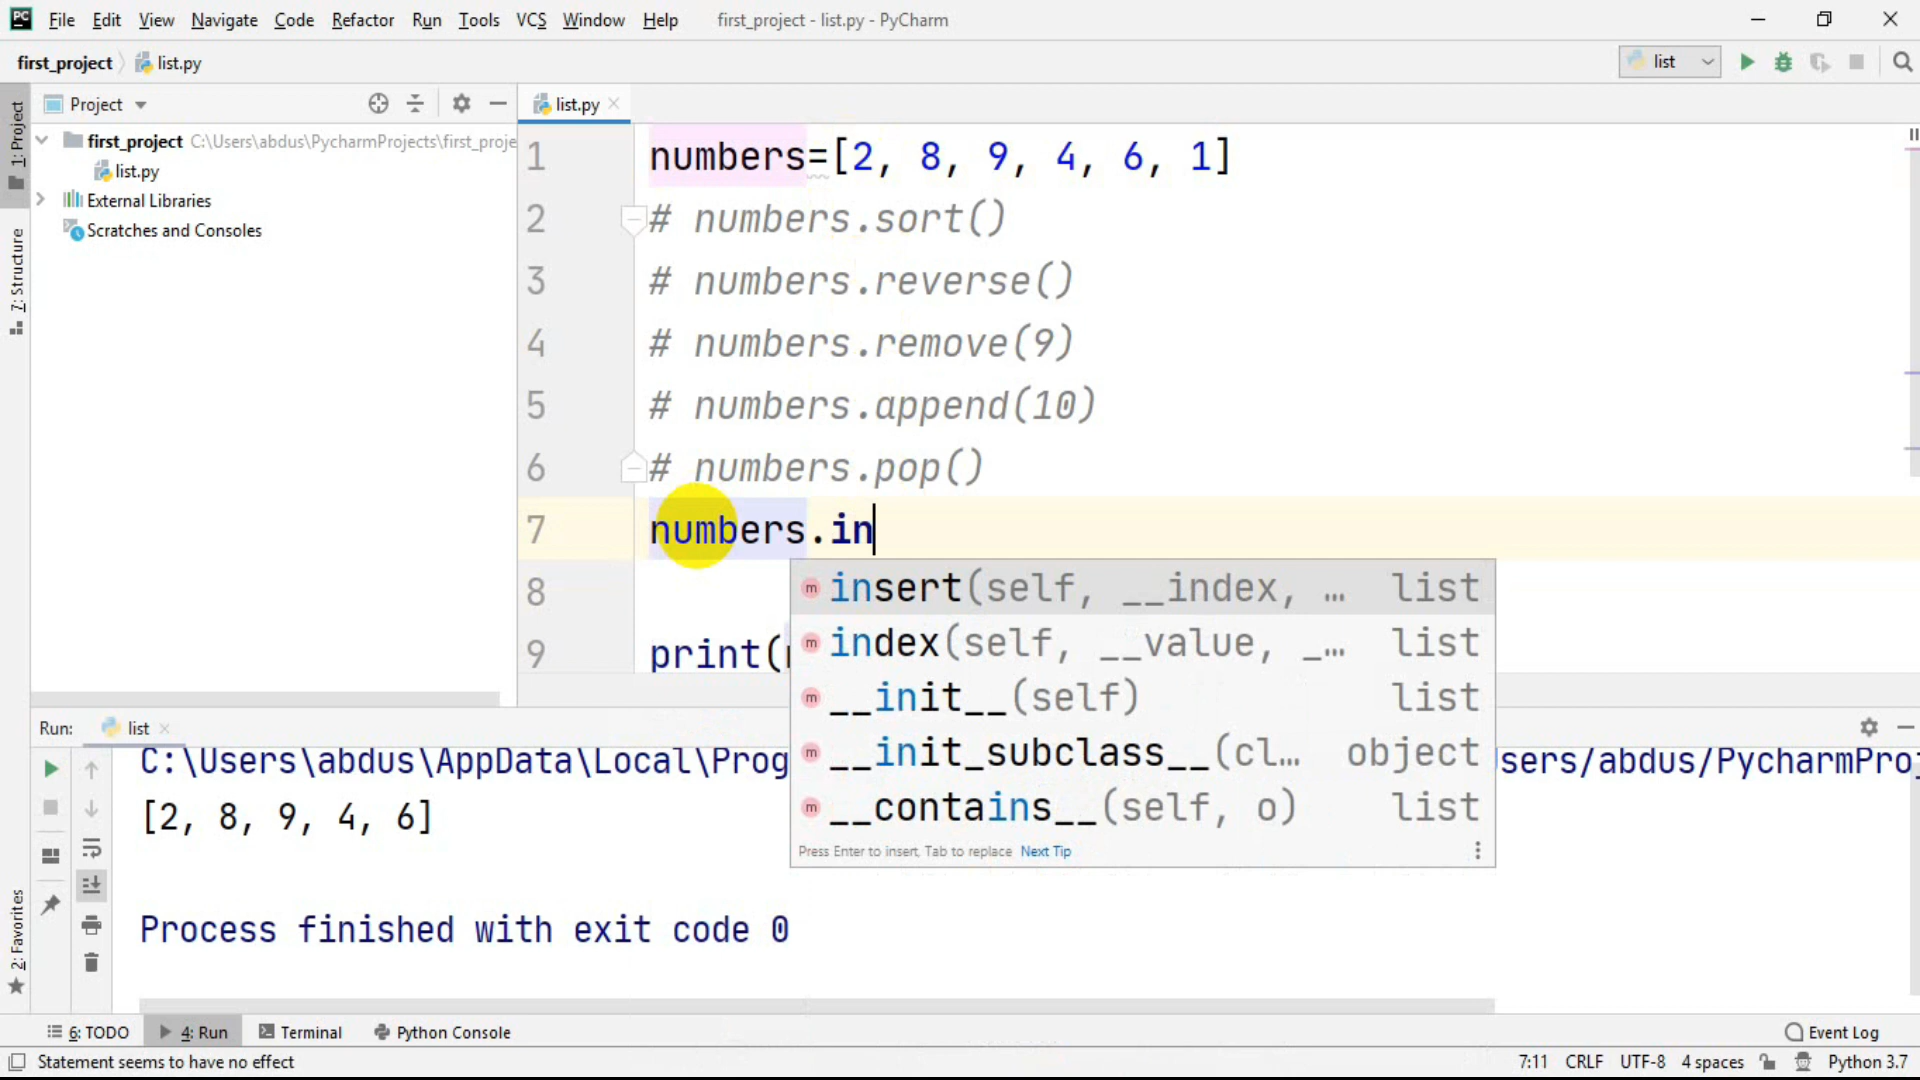 File Edit View Navigate Code Refactor Run Tools VCS Window Help first_project - list.py - PyCharm
first_project list.py list
1: Project
Project list.py
first_project C:\Users\abdus\PycharmProjects\first_proje
list.py
External Libraries
Scratches and Consoles
7: Structure
1 numbers=[2, 8, 9, 4, 6, 1]
2 # numbers.sort()
3 # numbers.reverse()
4 # numbers.remove(9)
5 # numbers.append(10)
6 # numbers.pop()
7 numbers.in
8
9 print(
insert(self, __index, … list
index(self, __value, _… list
__init__(self) list
__init_subclass__(cl… object
__contains__(self, o) list
Press Enter to insert, Tab to replace Next Tip
Run: list
C:\Users\abdus\AppData\Local\Prog sers/abdus/PycharmPro
[2, 8, 9, 4, 6]
Process finished with exit code 0
2: Favorites
6: TODO 4: Run Terminal Python Console Event Log
Statement seems to have no effect 7:11 CRLF UTF-8 4 spaces Python 3.7